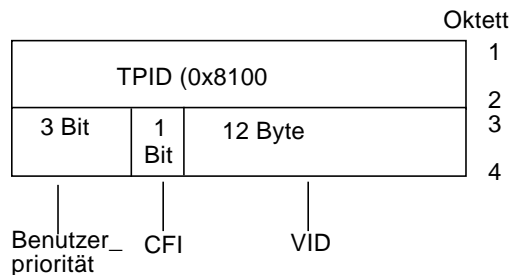 Oktett
1
TPID (0x8100
2
3 Bit
1
Bit
12 Byte
3
4
Benutzer_
priorität
CFI
VID